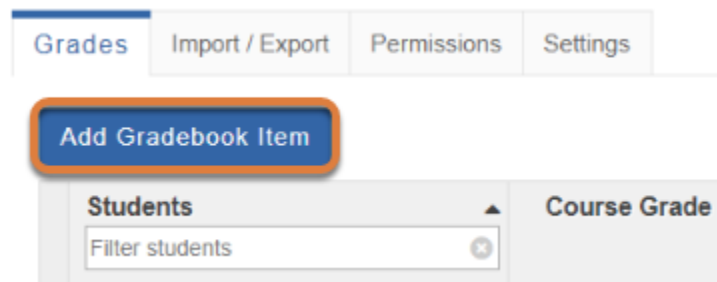 Grades Import / Export Permissions Settings
Add Gradebook Item
Students Course Grade
Filter students